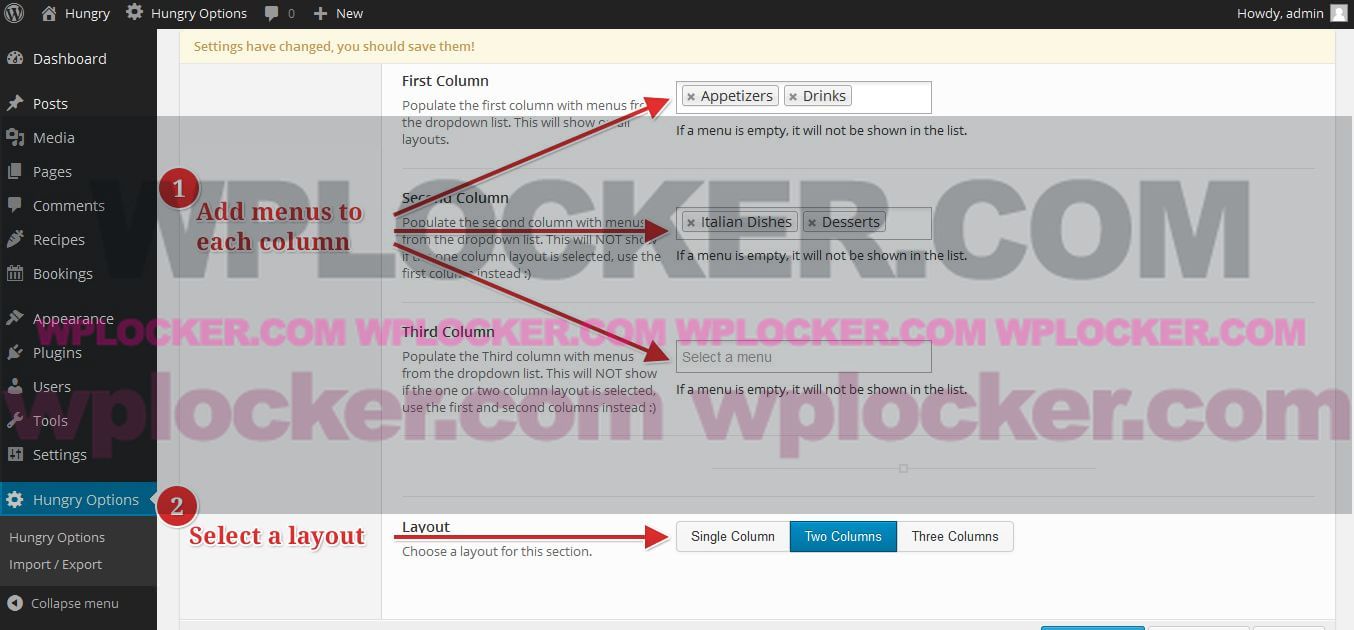 Hungry
Hungry Options
0
New
Howdy, admin
Dashboard
Posts
Media
Pages
Comments
Recipes
Bookings
Appearance
Plugins
Users
Tools
Settings
Hungry Options
Hungry Options
Import / Export
Collapse menu
Settings have changed, you should save them!
First Column
Populate the first column with menus
the dropdown list. This will show all
layouts.
× Appetizers × Drinks
If a menu is empty, it will not be shown in the list.
1
Add menus to
each column
Second Column
Populate the second column with menus
from the dropdown list. This will NOT show
if the one column layout is selected, use the
first column instead :)
× Italian Dishes × Desserts
If a menu is empty, it will not be shown in the list.
WPLOCKER.COM
WPLOCKER.COM WPLOCKER.COM WPLOCKER.COM WPLOCKER.COM
Third Column
Populate the Third column with menus
from the dropdown list. This will NOT show
if the one or two column layout is selected,
use the first and second columns instead :)
Select a menu
If a menu is empty, it will not be shown in the list.
wplocker.com wplocker.com
2
Select a layout
Layout
Choose a layout for this section.
Single Column
Two Columns
Three Columns